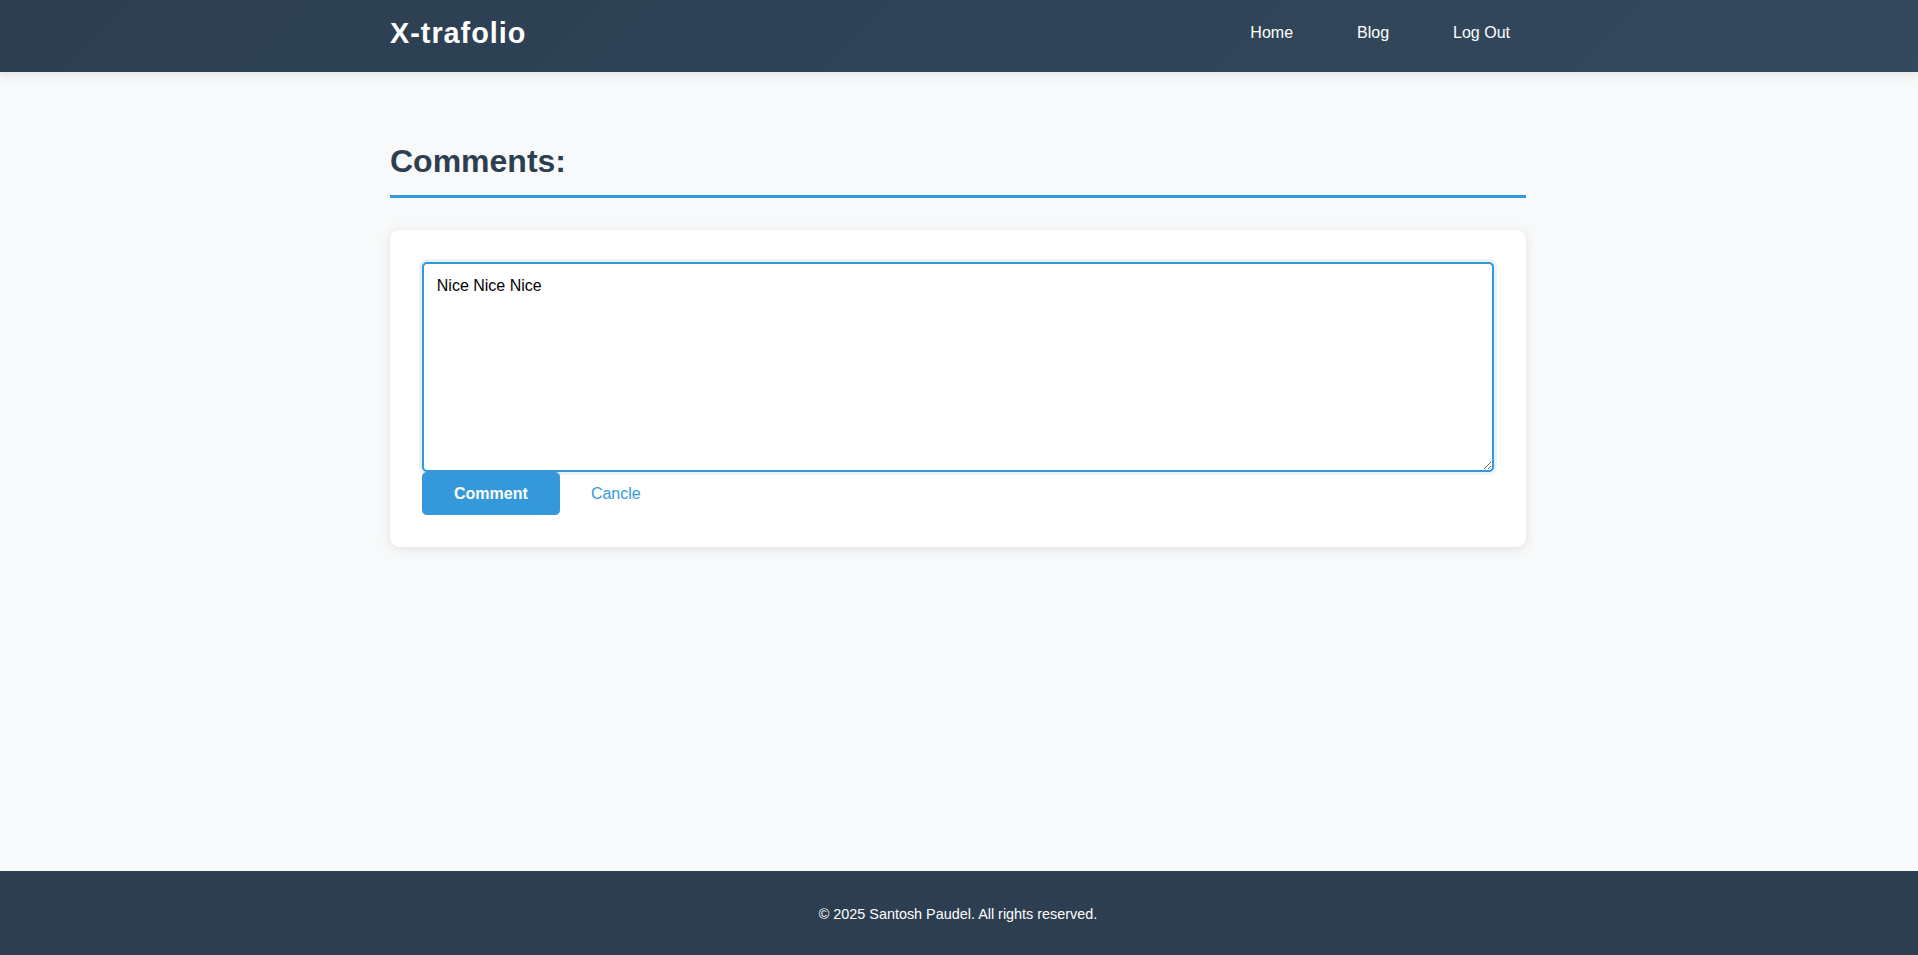 X-trafolio
Home Blog Log Out
Comments:
Nice Nice Nice
Comment Cancle
© 2025 Santosh Paudel. All rights reserved.